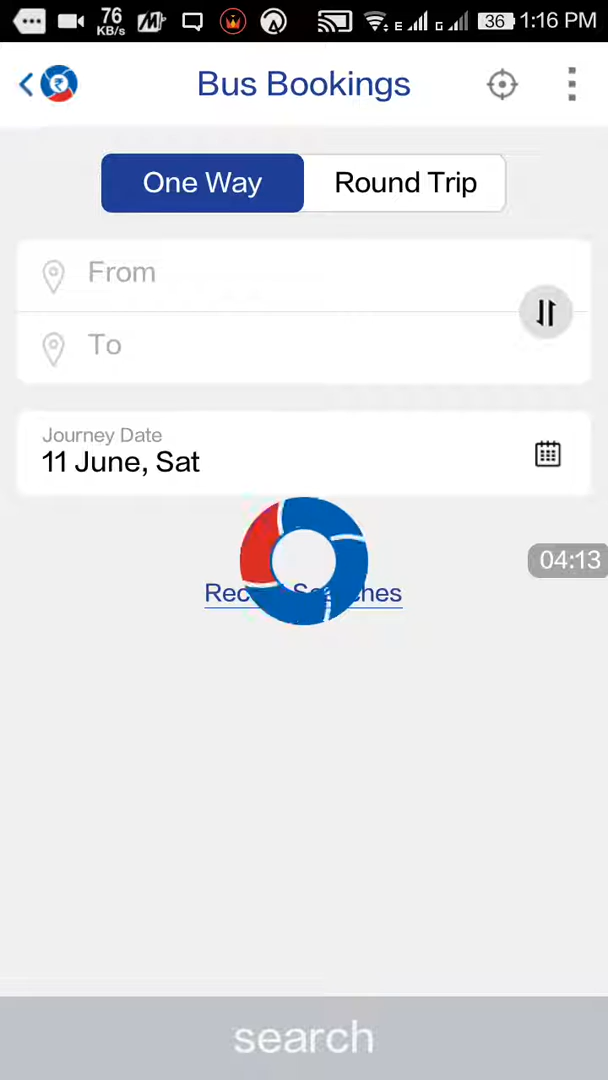 76
KB/s
E
G
36
1:16 PM
₹
Bus Bookings
One Way
Round Trip
From
To
Journey Date
11 June, Sat
04:13
search